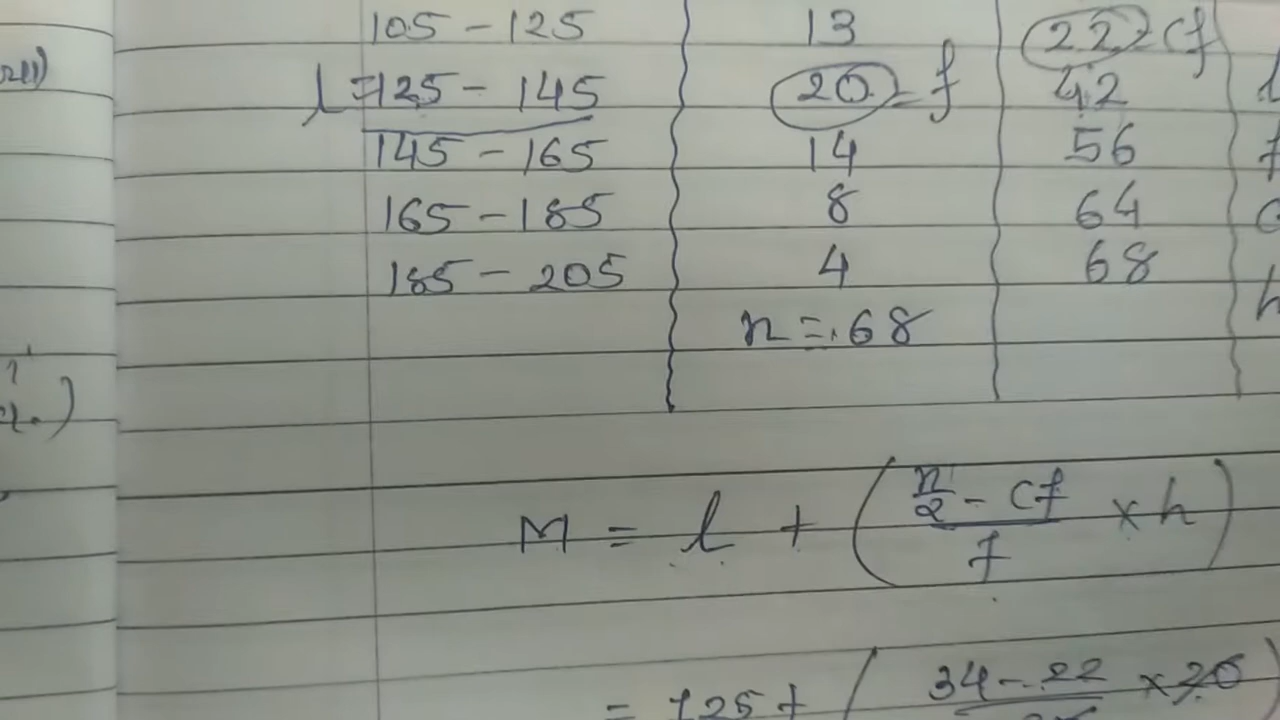 105 - 125 13 22 cf
l = 125 - 145 20 = f 42
145 - 165 14 56
165 - 185 8 64
185 - 205 4 68
n = 68
M = l + ( n/2 - cf / f × h )
= 125 + ( 34 - 22 × 20 )